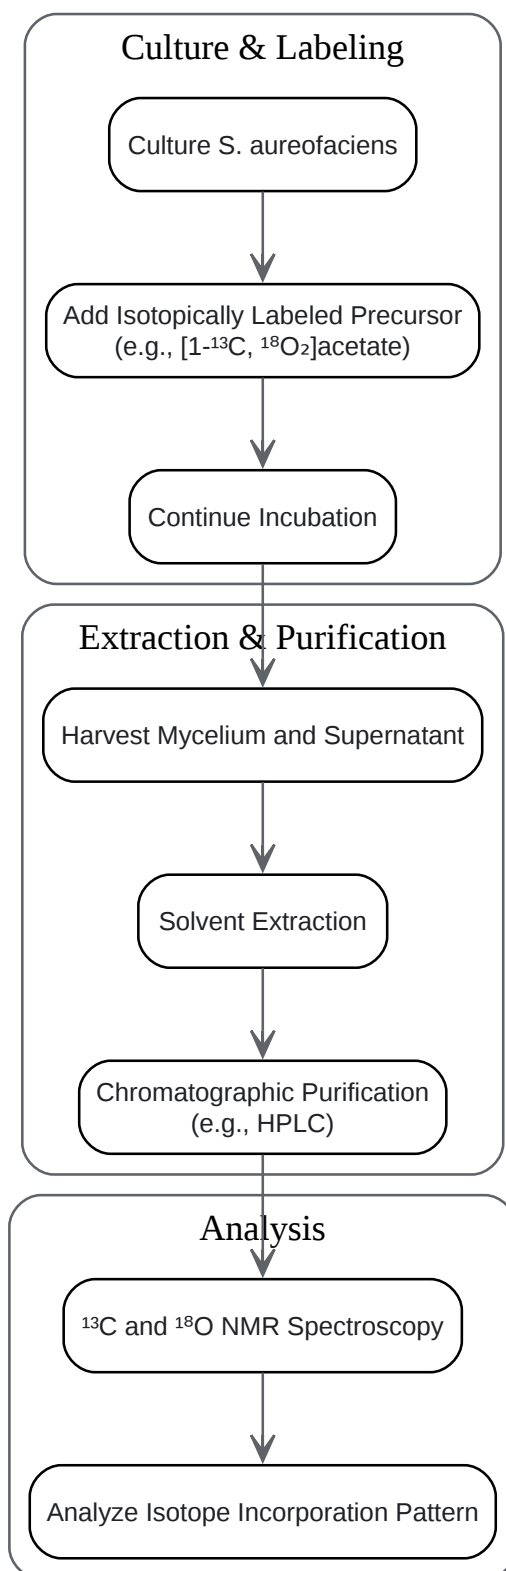 Culture & Labeling
Culture S. aureofaciens
Add Isotopically Labeled Precursor
(e.g., [1-¹³C, ¹⁸O₂]acetate)
Continue Incubation
Extraction & Purification
Harvest Mycelium and Supernatant
Solvent Extraction
Chromatographic Purification
(e.g., HPLC)
Analysis
¹³C and ¹⁸O NMR Spectroscopy
Analyze Isotope Incorporation Pattern